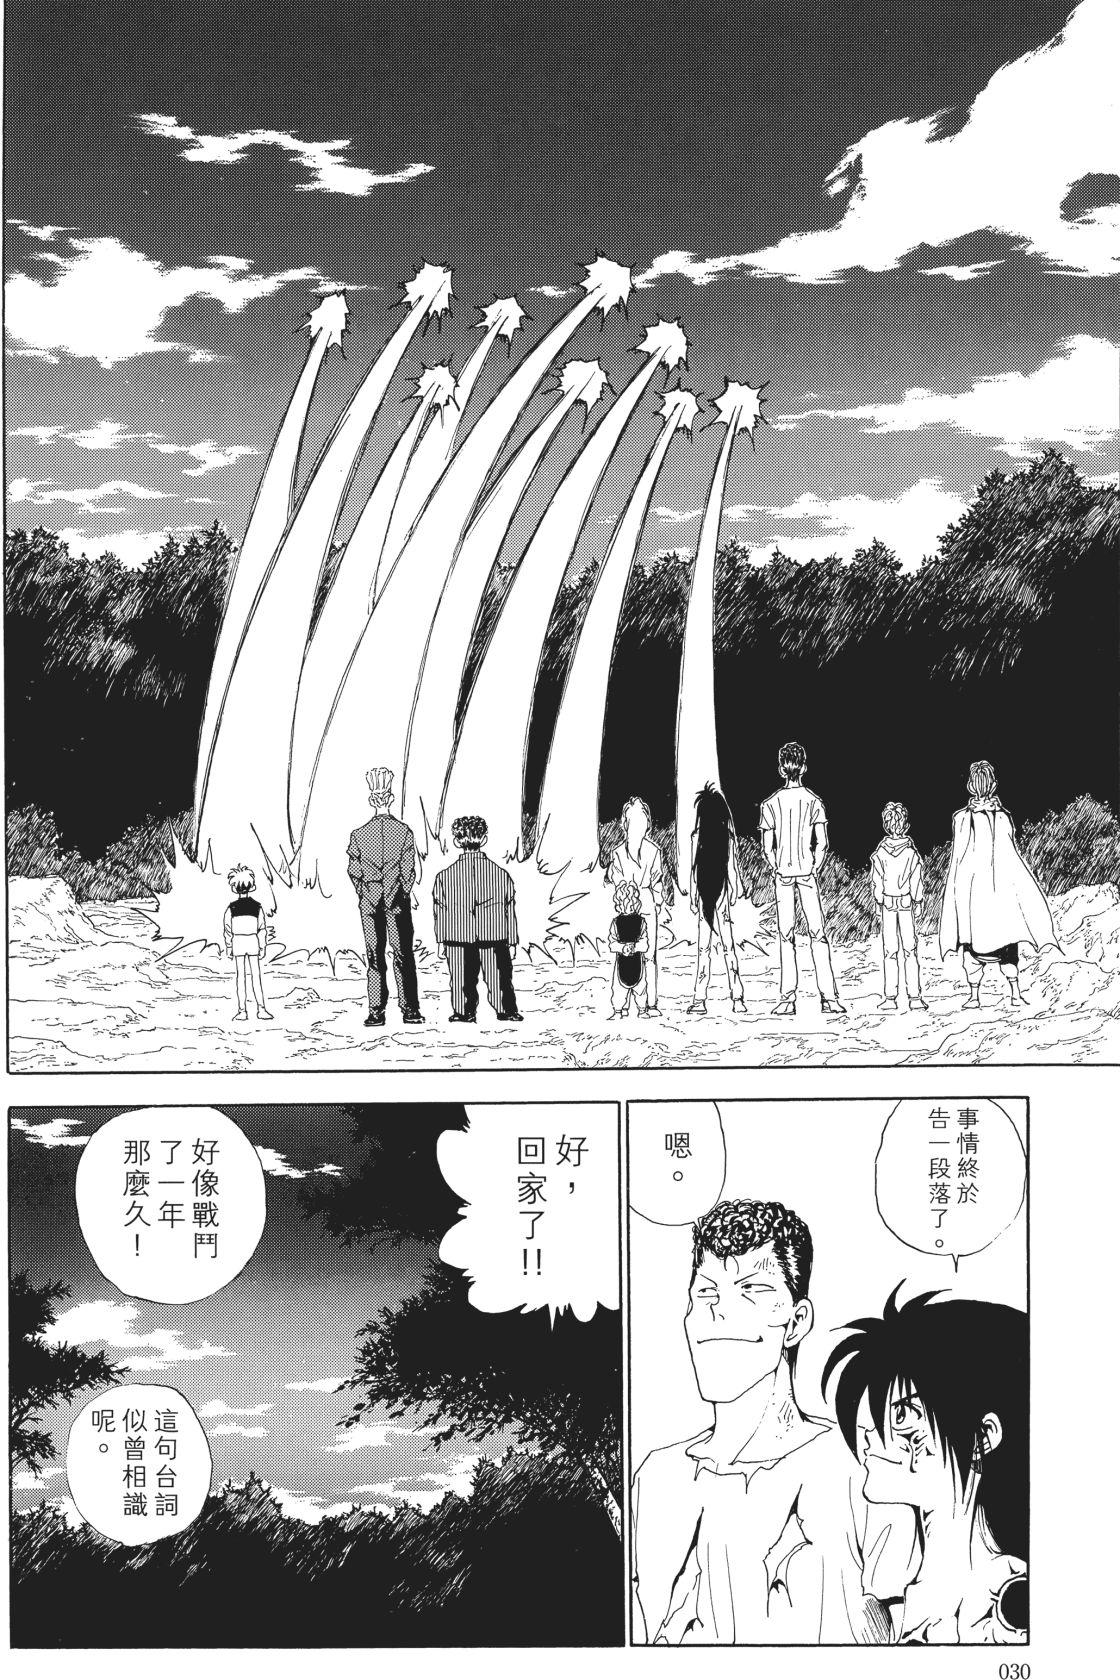 事情終於
告一段落了。
嗯。
好，
回家了!!
好像戰鬥
了一年
那麼久！
這句台詞
似曾相識
呢。
030